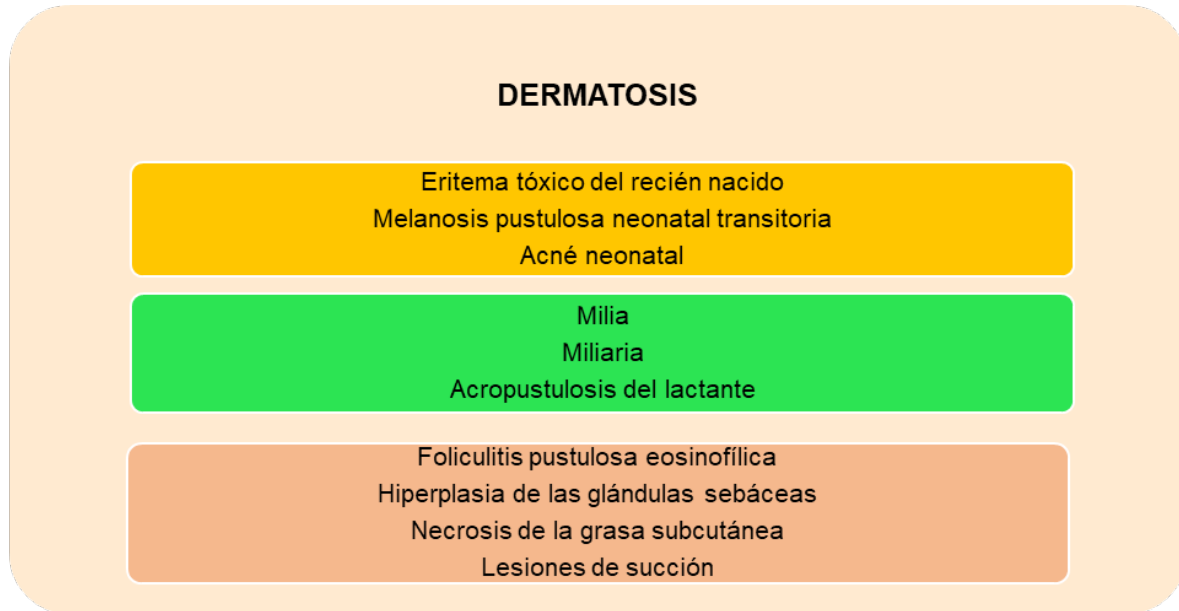 DERMATOSIS
Eritema tóxico del recién nacido
Melanosis pustulosa neonatal transitoria
Acné neonatal
Milia
Miliaria
Acropustulosis del lactante
Foliculitis pustulosa eosinofílica
Hiperplasia de las glándulas sebáceas
Necrosis de la grasa subcutánea
Lesiones de succión